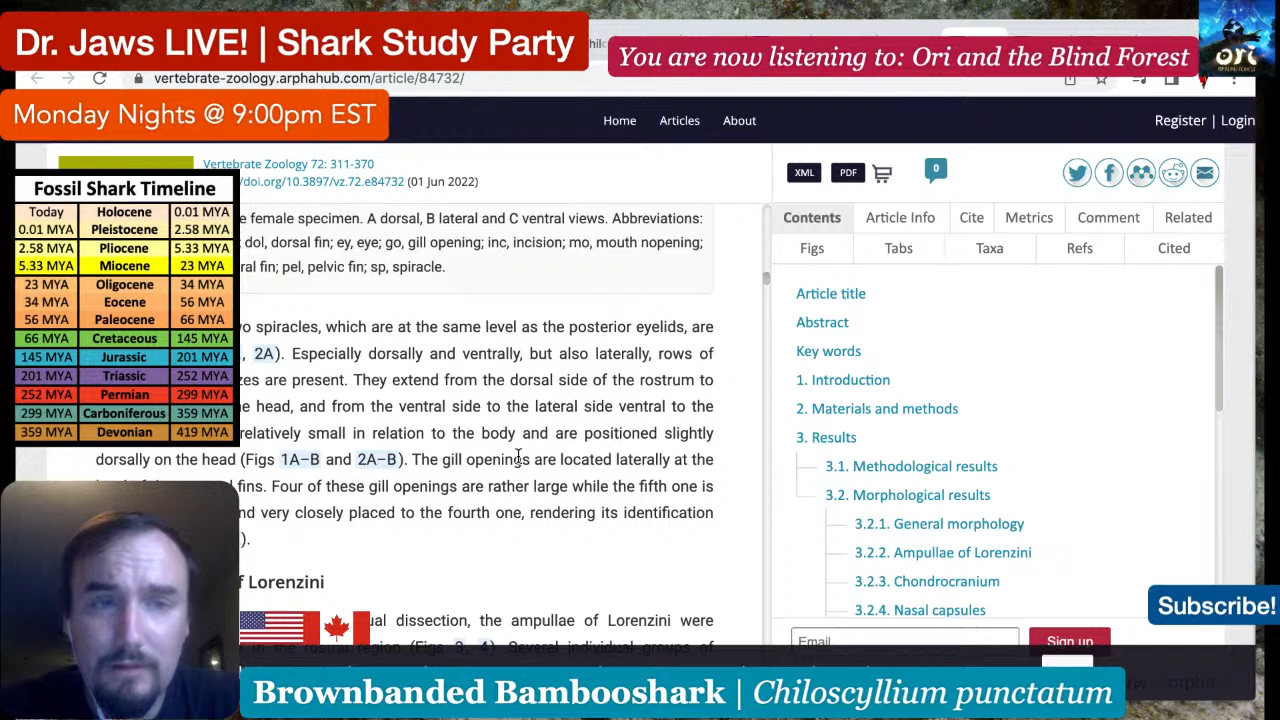 Dr. Jaws LIVE! | Shark Study Party
You are now listening to: Ori and the Blind Forest
ori
vertebrate-zoology.arphahub.com/article/84732/
Monday Nights @ 9:00pm EST
Home Articles About
Register | Login
Vertebrate Zoology 72: 311-370
/doi.org/10.3897/vz.72.e84732 (01 Jun 2022)
XML PDF 0
Contents Article Info Cite Metrics Comment Related
Figs Tabs Taxa Refs Cited
Fossil Shark Timeline
Today Holocene 0.01 MYA
0.01 MYA Pleistocene 2.58 MYA
2.58 MYA Pliocene 5.33 MYA
5.33 MYA Miocene 23 MYA
23 MYA Oligocene 34 MYA
34 MYA Eocene 56 MYA
56 MYA Paleocene 66 MYA
66 MYA Cretaceous 145 MYA
145 MYA Jurassic 201 MYA
201 MYA Triassic 252 MYA
252 MYA Permian 299 MYA
299 MYA Carboniferous 359 MYA
359 MYA Devonian 419 MYA
e female specimen. A dorsal, B lateral and C ventral views. Abbreviations:
; dol, dorsal fin; ey, eye; go, gill opening; inc, incision; mo, mouth nopening;
ral fin; pel, pelvic fin; sp, spiracle.
o spiracles, which are at the same level as the posterior eyelids, are
, 2A). Especially dorsally and ventrally, but also laterally, rows of
zes are present. They extend from the dorsal side of the rostrum to
he head, and from the ventral side to the lateral side ventral to the
relatively small in relation to the body and are positioned slightly
dorsally on the head (Figs 1A–B and 2A–B). The gill openings are located laterally at the
fins. Four of these gill openings are rather large while the fifth one is
nd very closely placed to the fourth one, rendering its identification
).
f Lorenzini
ual dissection, the ampullae of Lorenzini were
in the rostral region (Figs 3, 4). Several individual groups of
Article title
Abstract
Key words
1. Introduction
2. Materials and methods
3. Results
3.1. Methodological results
3.2. Morphological results
3.2.1. General morphology
3.2.2. Ampullae of Lorenzini
3.2.3. Chondrocranium
3.2.4. Nasal capsules
Email Sign up
Subscribe!
Brownbanded Bambooshark | Chiloscyllium punctatum